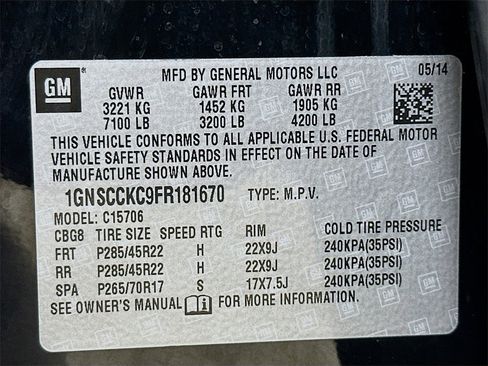 GM
MFD BY GENERAL MOTORS LLC 05/14
GVWR GAWR FRT GAWR RR
3221 KG 1452 KG 1905 KG
7100 LB 3200 LB 4200 LB
THIS VEHICLE CONFORMS TO ALL APPLICABLE U.S. FEDERAL MOTOR
VEHICLE SAFETY STANDARDS IN EFFECT ON THE DATE OF
MANUFACTURE SHOWN ABOVE.
1GNSCCKC9FR181670 TYPE: M.P.V.
MODEL: C15706
CBG8 TIRE SIZE SPEED RTG RIM COLD TIRE PRESSURE
FRT P285/45R22 H 22X9J 240KPA(35PSI)
RR P285/45R22 H 22X9J 240KPA(35PSI)
SPA P265/70R17 S 17X7.5J 240KPA(35PSI)
SEE OWNER'S MANUAL FOR MORE INFORMATION.